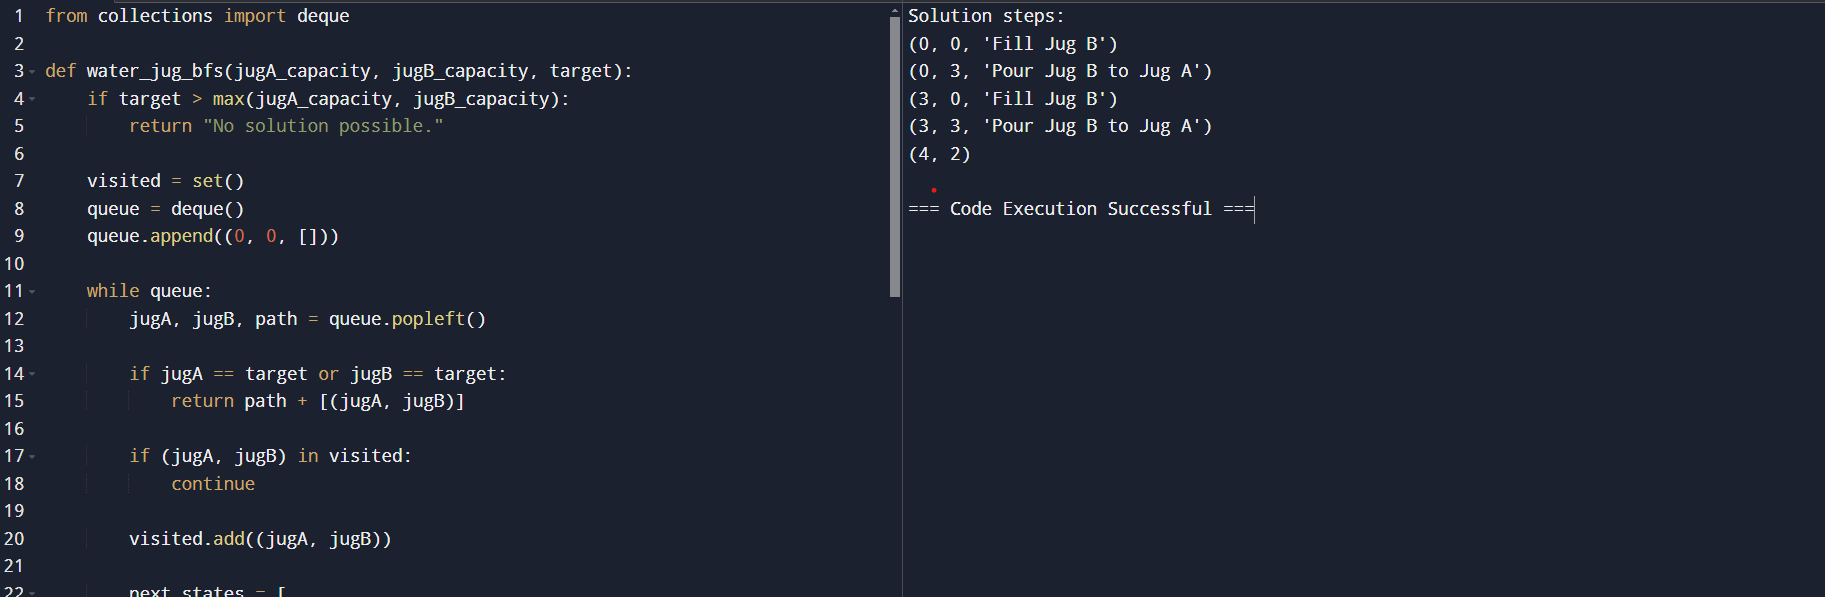 1 from collections import deque
2
3 def water_jug_bfs(jugA_capacity, jugB_capacity, target):
4     if target > max(jugA_capacity, jugB_capacity):
5         return "No solution possible."
6
7     visited = set()
8     queue = deque()
9     queue.append((0, 0, []))
10
11     while queue:
12         jugA, jugB, path = queue.popleft()
13
14         if jugA == target or jugB == target:
15             return path + [(jugA, jugB)]
16
17         if (jugA, jugB) in visited:
18             continue
19
20         visited.add((jugA, jugB))
21
22         next_states = [
Solution steps:
(0, 0, 'Fill Jug B')
(0, 3, 'Pour Jug B to Jug A')
(3, 0, 'Fill Jug B')
(3, 3, 'Pour Jug B to Jug A')
(4, 2)
=== Code Execution Successful ===